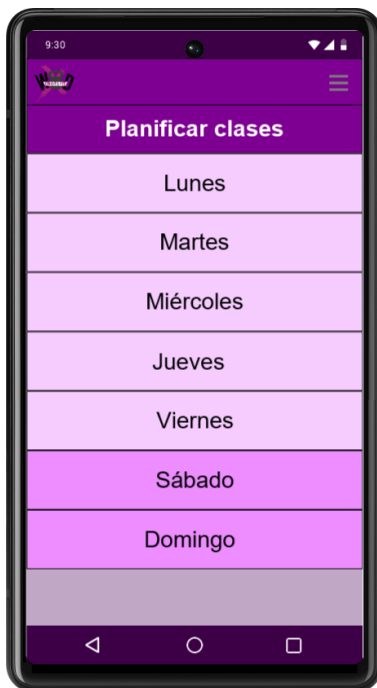 9:30
Planificar clases
Lunes
Martes
Miércoles
Jueves
Viernes
Sábado
Domingo